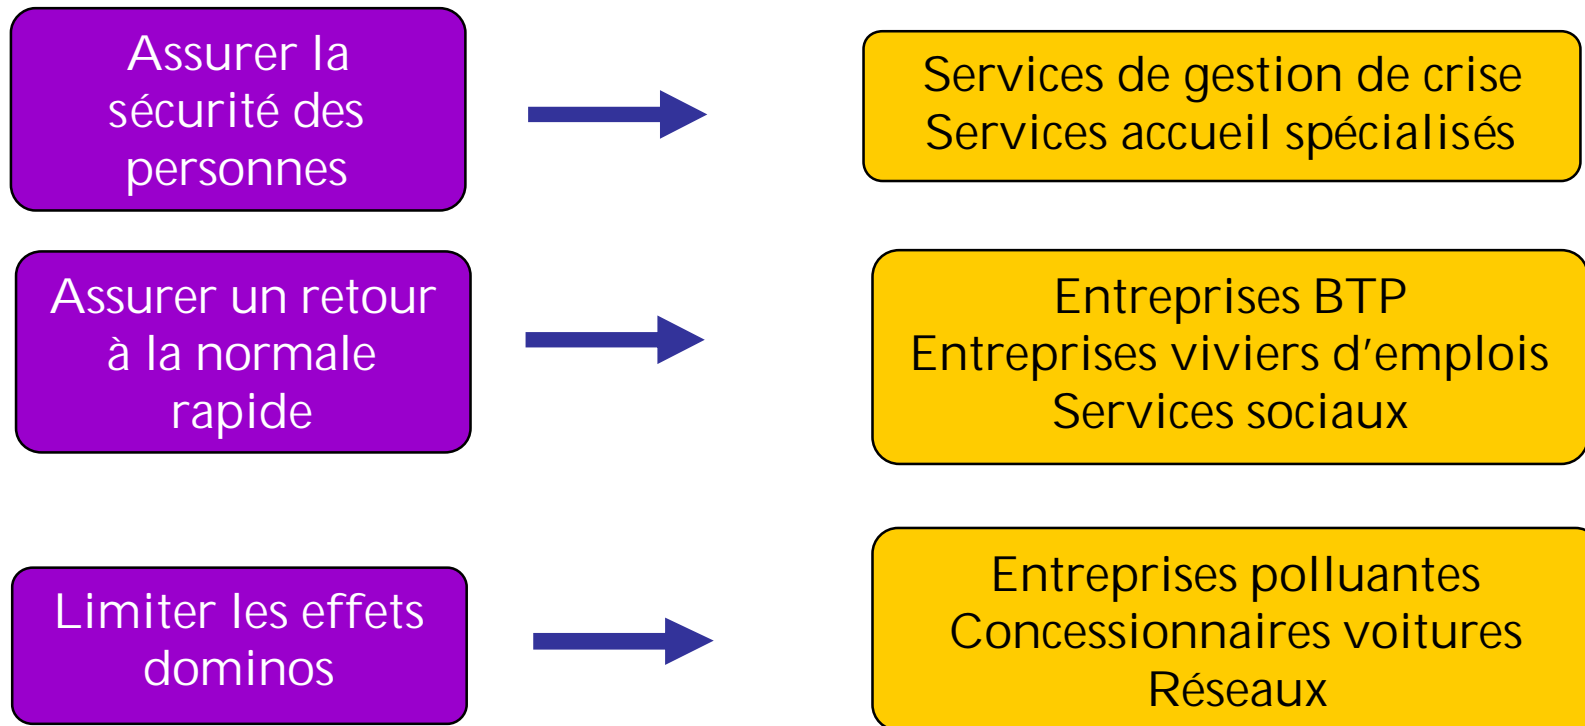 Assurer la
sécurité des
personnes
Services de gestion de crise
Services accueil spécialisés
Assurer un retour
à la normale
rapide
Entreprises BTP
Entreprises viviers d'emplois
Services sociaux
Limiter les effets
dominos
Entreprises polluantes
Concessionnaires voitures
Réseaux